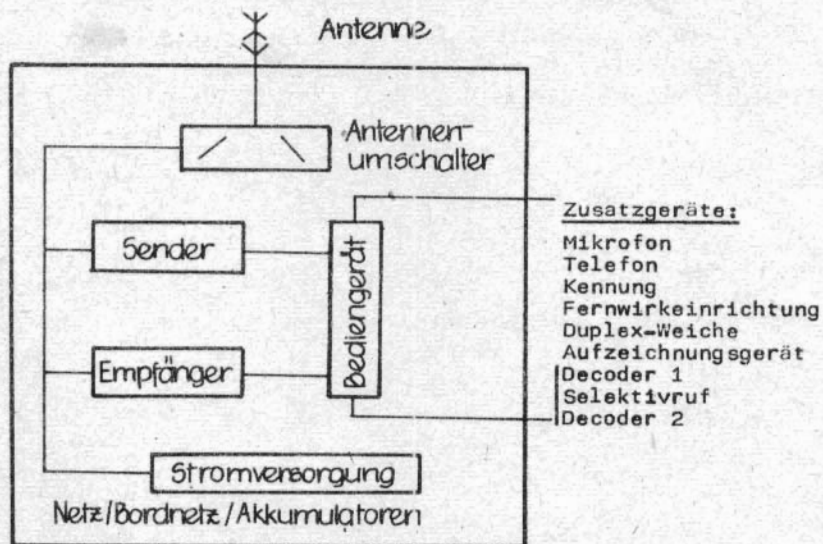 Antenne
Antennen-
umschalter
Sender
Bediengerät
Empfänger
Stromversorgung
Netz/Bordnetz/Akkumulatoren
Zusatzgeräte:
Mikrofon
Telefon
Kennung
Fernwirkeinrichtung
Duplex-Weiche
Aufzeichnungsgerät
Decoder 1
Selektivruf
Decoder 2